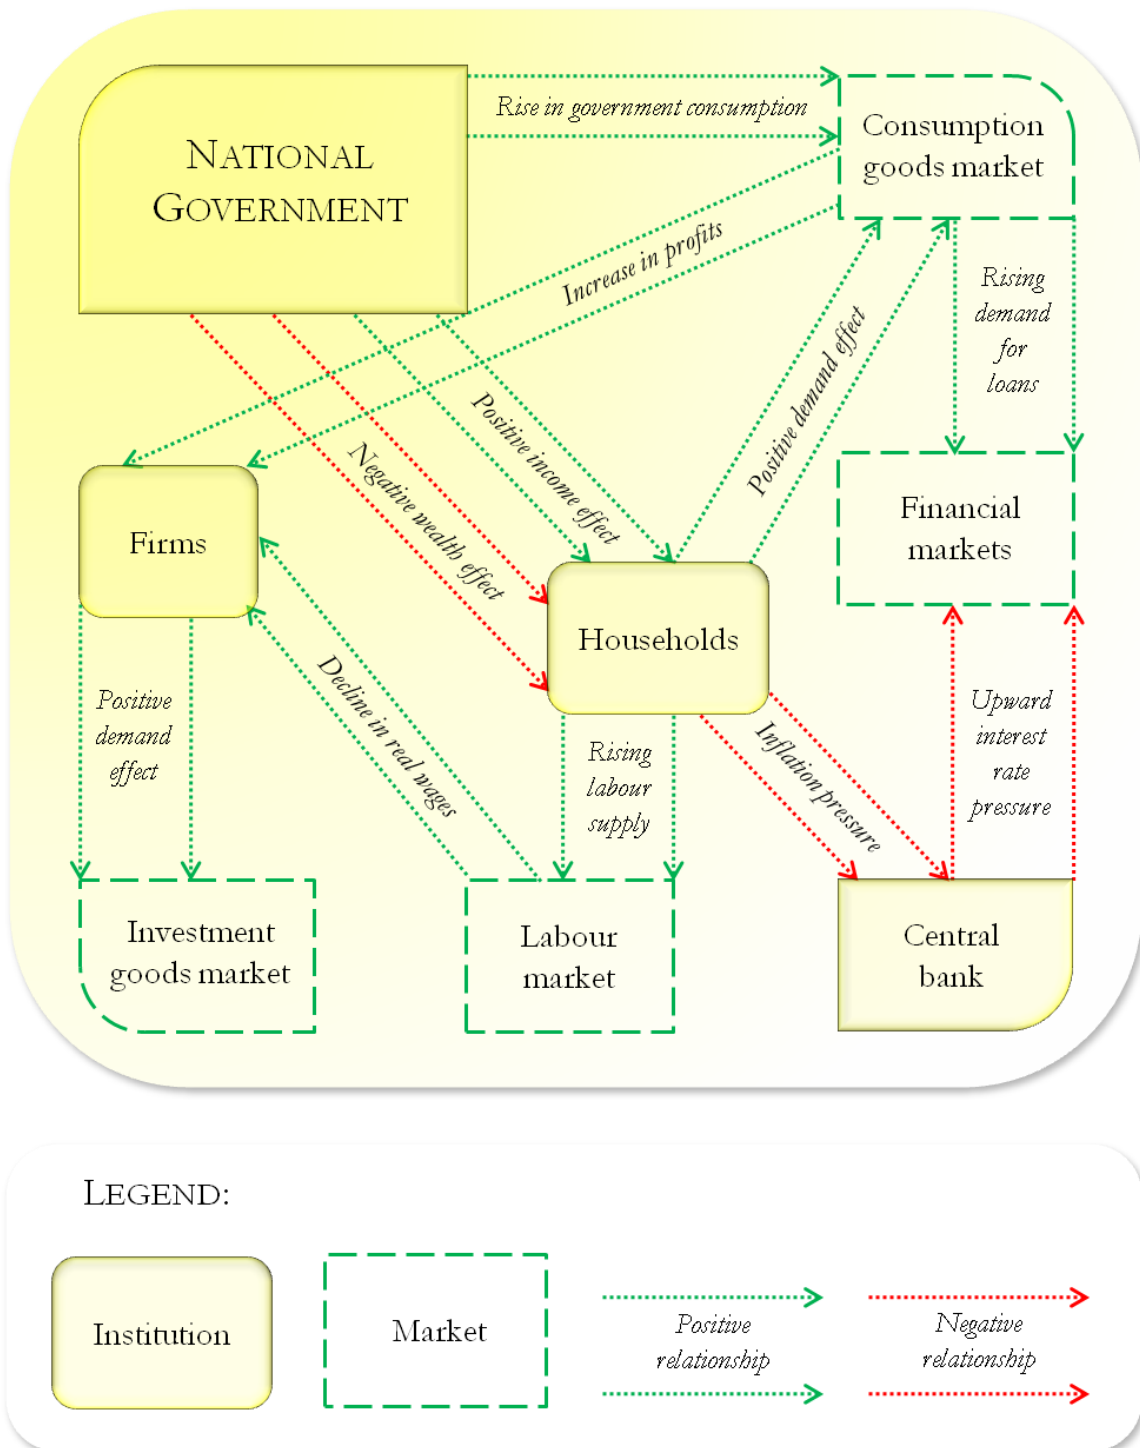 NATIONAL
GOVERNMENT
Rise in government consumption
Consumption
goods market
Increase in profits
Rising
demand
for
loans
Positive demand effect
Positive income effect
Negative wealth effect
Firms
Financial
markets
Households
Decline in real wages
Positive
demand
effect
Rising
labour
supply
Inflation pressure
Upward
interest
rate
pressure
Investment
goods market
Labour
market
Central
bank
LEGEND:
Institution
Market
Positive
relationship
Negative
relationship